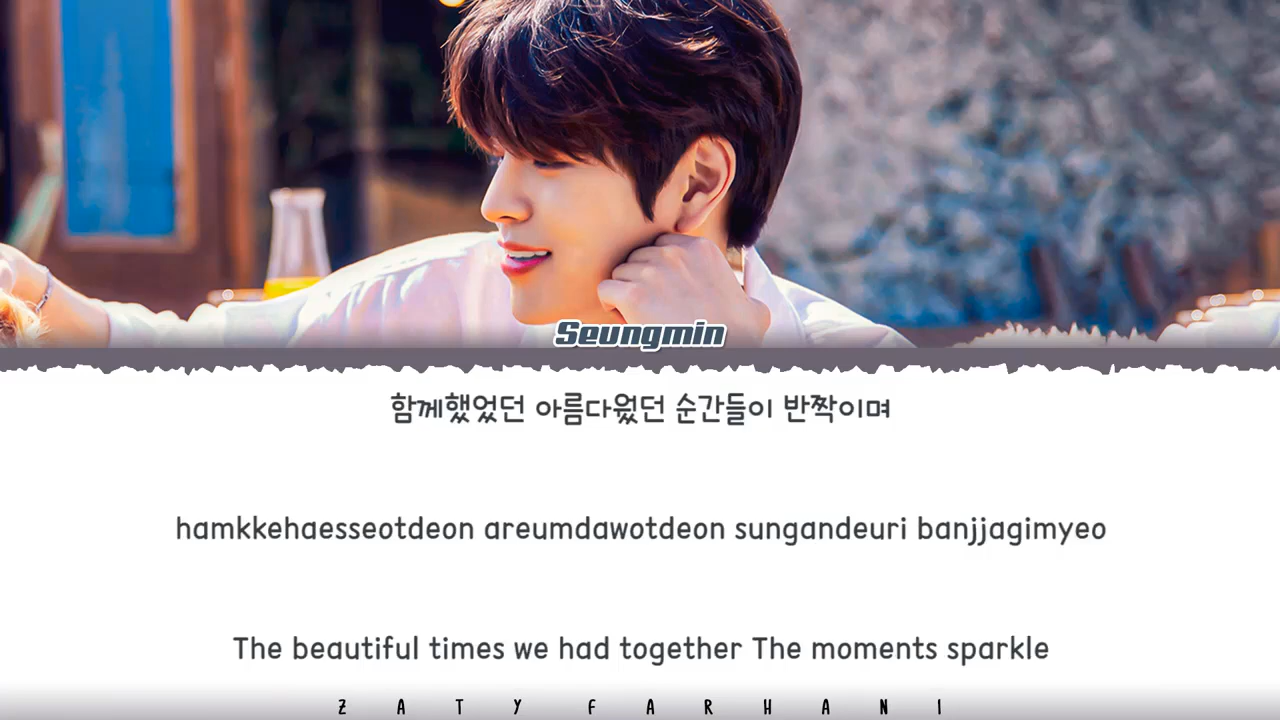 Seungmin
함께했었던 아름다웠던 순간들이 반짝이며
hamkkehaesseotdeon areumdawotdeon sungandeuri banjjagimyeo
The beautiful times we had together The moments sparkle
ZATY FARHANI